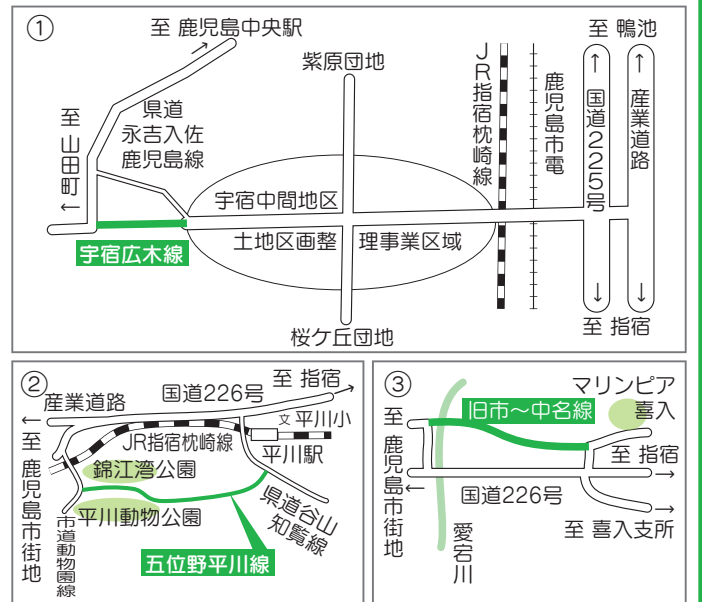 ①
至 鹿児島中央駅
県道
永吉入佐
鹿児島線
至 山田町
←
宇宿広木線
紫原団地
宇宿中間地区
土地区画整理事業区域
桜ケ丘団地
JR指宿枕崎線
鹿児島市電
国道225号
産業道路
至 鴨池
至 指宿
②
至 指宿
国道226号
産業道路
文 平川小
JR指宿枕崎線
平川駅
← 至 鹿児島市街地
錦江湾公園
平川動物公園
市道動物園線
県道谷山
知覧線
五位野平川線
③
マリンピア
喜入
旧市～中名線
至 鹿児島市街地
←
至 指宿
→
国道226号
愛宕川
至 喜入支所